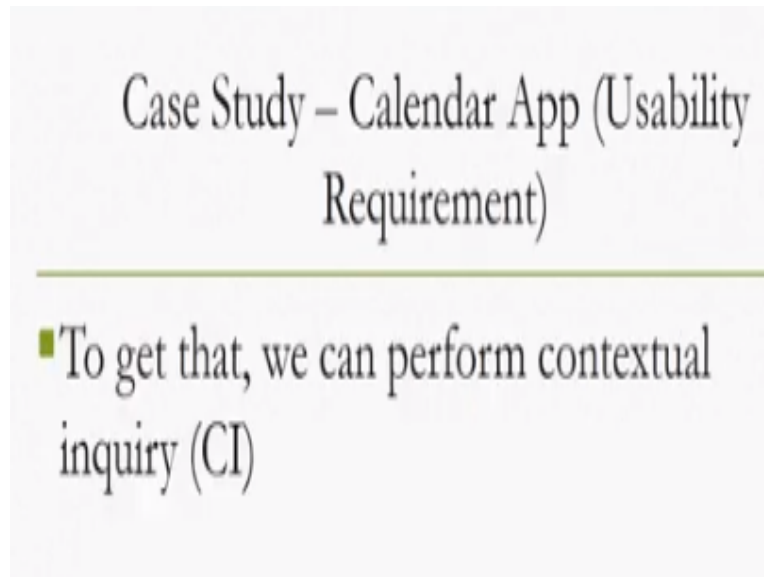 Case Study – Calendar App (Usability
Requirement)
To get that, we can perform contextual
inquiry (CI)